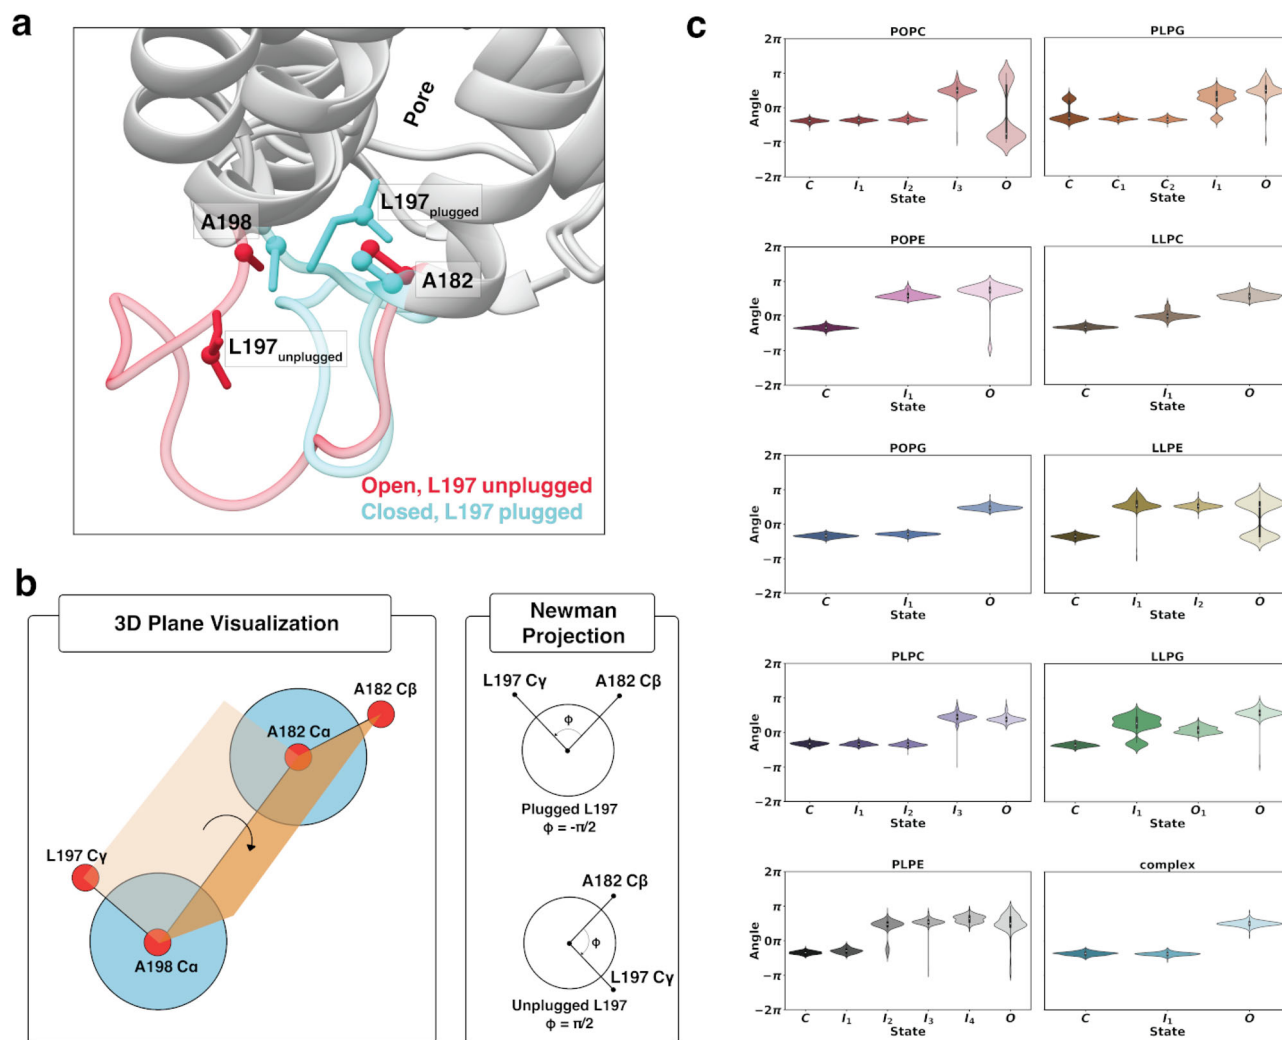 a
Pore
A198
L197plugged
A182
L197unplugged
Open, L197 unplugged
Closed, L197 plugged
b
3D Plane Visualization
A182 Cβ
A182 Cα
L197 Cγ
A198 Cα
Newman
Projection
L197 Cγ
A182 Cβ
ϕ
Plugged L197
ϕ = -π/2
A182 Cβ
ϕ
L197 Cγ
Unplugged L197
ϕ = π/2
c
POPC
2π
π
0π
−π
−2π
Angle
C I1 I2 I3 O
State
PLPG
Angle
C C1 C2 I1 O
State
POPE
2π
π
0π
−π
−2π
Angle
C I1 O
State
LLPC
Angle
C I1 O
State
POPG
2π
π
0π
−π
−2π
Angle
C I1 O
State
LLPE
Angle
C I1 I2 O
State
PLPC
2π
π
0π
−π
−2π
Angle
C I1 I2 I3 O
State
LLPG
Angle
C I1 O1 O
State
PLPE
2π
π
0π
−π
−2π
Angle
C I1 I2 I3 I4 O
State
complex
Angle
C I1 O
State